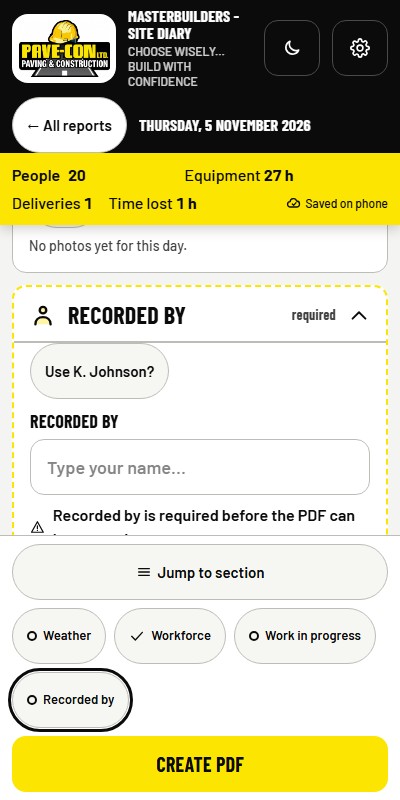 PAVE-CON LTD.
PAVING & CONSTRUCTION
MASTERBUILDERS -
SITE DIARY
CHOOSE WISELY...
BUILD WITH
CONFIDENCE
← All reports
THURSDAY, 5 NOVEMBER 2026
People 20
Equipment 27 h
Deliveries 1 Time lost 1 h
Saved on phone
No photos yet for this day.
RECORDED BY
required
Use K. Johnson?
RECORDED BY
Type your name...
Recorded by is required before the PDF can
Jump to section
Weather
Workforce
Work in progress
Recorded by
CREATE PDF